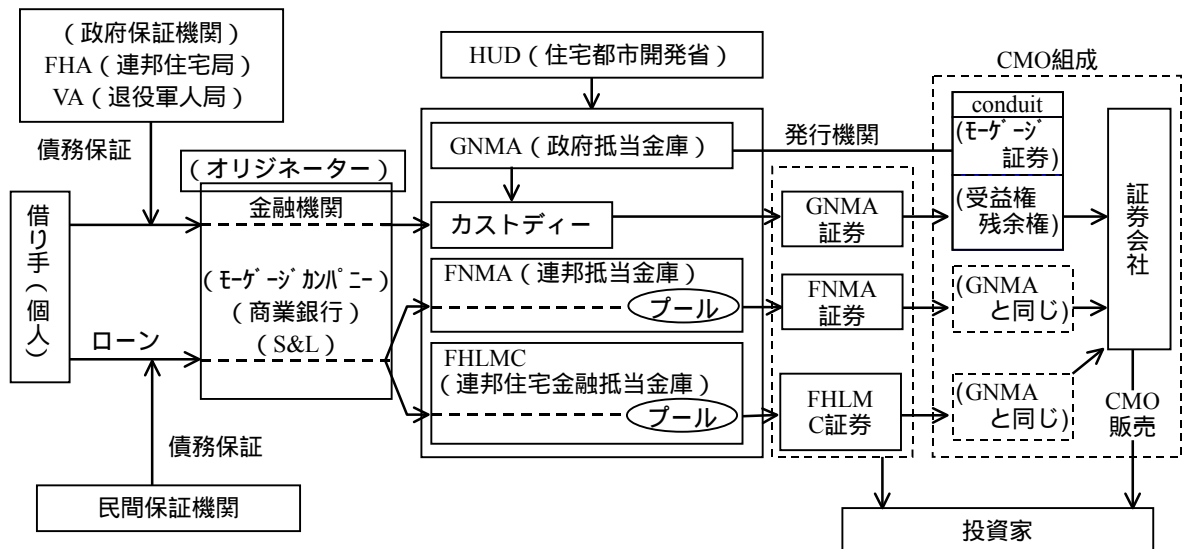 (政府保証機関)
FHA(連邦住宅局)
VA(退役軍人局)
債務保証
借り手(個人)
ローン
債務保証
民間保証機関
(オリジネーター)
金融機関
(モーゲージカンパニー)
(商業銀行)
(S&L)
HUD(住宅都市開発省)
GNMA(政府抵当金庫)
カストディー
FNMA(連邦抵当金庫)
プール
FHLMC
(連邦住宅金融抵当金庫)
プール
発行機関
GNMA
証券
FNMA
証券
FHLM
C証券
CMO組成
conduit
(モーゲージ
証券)
(受益権
残余権)
(GNMA
と同じ)
(GNMA
と同じ)
証券会社
CMO
販売
投資家